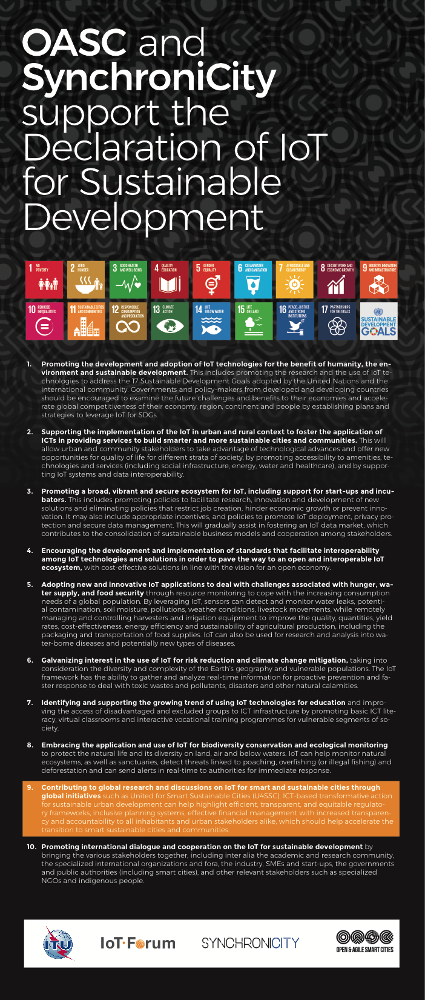 OASC and
SynchroniCity
support the
Declaration of IoT
for Sustainable
Development
1 NO
POVERTY
2 ZERO
HUNGER
3 GOOD HEALTH
AND WELL-BEING
4 QUALITY
EDUCATION
5 GENDER
EQUALITY
6 CLEAN WATER
AND SANITATION
7 AFFORDABLE AND
CLEAN ENERGY
8 DECENT WORK AND
ECONOMIC GROWTH
9 INDUSTRY, INNOVATION
AND INFRASTRUCTURE
10 REDUCED
INEQUALITIES
11 SUSTAINABLE CITIES
AND COMMUNITIES
12 RESPONSIBLE
CONSUMPTION
AND PRODUCTION
13 CLIMATE
ACTION
14 LIFE
BELOW WATER
15 LIFE
ON LAND
16 PEACE, JUSTICE
AND STRONG
INSTITUTIONS
17 PARTNERSHIPS
FOR THE GOALS
SUSTAINABLE
DEVELOPMENT
GOALS
1. Promoting the development and adoption of IoT technologies for the benefit of humanity, the en-
vironment and sustainable development. This includes promoting the research and the use of IoT te-
chnologies to address the 17 Sustainable Development Goals adopted by the United Nations and the
international community. Governments and policy-makers from developed and developing countries
should be encouraged to examine the future challenges and benefits to their economies and accele-
rate global competitiveness of their economy, region, continent and people by establishing plans and
strategies to leverage IoT for SDGs.
2. Supporting the implementation of the IoT in urban and rural context to foster the application of
ICTs in providing services to build smarter and more sustainable cities and communities. This will
allow urban and community stakeholders to take advantage of technological advances and offer new
opportunities for quality of life for different strata of society, by promoting accessibility to amenities, te-
chnologies and services (including social infrastructure, energy, water and healthcare), and by suppor-
ting IoT systems and data interoperability.
3. Promoting a broad, vibrant and secure ecosystem for IoT, including support for start-ups and incu-
bators. This includes promoting policies to facilitate research, innovation and development of new
solutions and eliminating policies that restrict job creation, hinder economic growth or prevent inno-
vation. It may also include appropriate incentives, and policies to promote IoT deployment, privacy pro-
tection and secure data management. This will gradually assist in fostering an IoT data market, which
contributes to the consolidation of sustainable business models and cooperation among stakeholders.
4. Encouraging the development and implementation of standards that facilitate interoperability
among IoT technologies and solutions in order to pave the way to an open and interoperable IoT
ecosystem, with cost-effective solutions in line with the vision for an open economy.
5. Adopting new and innovative IoT applications to deal with challenges associated with hunger, wa-
ter supply, and food security through resource monitoring to cope with the increasing consumption
needs of a global population. By leveraging IoT, sensors can detect and monitor water leaks, potenti-
al contamination, soil moisture, pollutions, weather conditions, livestock movements, while remotely
managing and controlling harvesters and irrigation equipment to improve the quality, quantities, yield
rates, cost-effectiveness, energy efficiency and sustainability of agricultural production, including the
packaging and transportation of food supplies. IoT can also be used for research and analysis into wa-
ter-borne diseases and potentially new types of diseases.
6. Galvanizing interest in the use of IoT for risk reduction and climate change mitigation, taking into
consideration the diversity and complexity of the Earth's geography and vulnerable populations. The IoT
framework has the ability to gather and analyze real-time information for proactive prevention and fa-
ster response to deal with toxic wastes and pollutants, disasters and other natural calamities.
7. Identifying and supporting the growing trend of using IoT technologies for education and impro-
ving the access of disadvantaged and excluded groups to ICT infrastructure by promoting basic ICT lite-
racy, virtual classrooms and interactive vocational training programmes for vulnerable segments of so-
ciety.
8. Embracing the application and use of IoT for biodiversity conservation and ecological monitoring
to protect the natural life and its diversity on land, air and below waters. IoT can help monitor natural
ecosystems, as well as sanctuaries, detect threats linked to poaching, overfishing (or illegal fishing) and
deforestation and can send alerts in real-time to authorities for immediate response.
9. Contributing to global research and discussions on IoT for smart and sustainable cities through
global initiatives such as United for Smart Sustainable Cities (U4SSC). ICT-based transformative action
for sustainable urban development can help highlight efficient, transparent, and equitable regulato-
ry frameworks, inclusive planning systems, effective financial management with increased transparen-
cy and accountability to all inhabitants and urban stakeholders alike, which should help accelerate the
transition to smart sustainable cities and communities.
10. Promoting international dialogue and cooperation on the IoT for sustainable development by
bringing the various stakeholders together, including inter alia the academic and research community,
the specialized international organizations and fora, the industry, SMEs and start-ups, the governments
and public authorities (including smart cities), and other relevant stakeholders such as specialized
NGOs and indigenous people.
ITU
IoT Forum
SYNCHRONICITY
OASC
OPEN & AGILE SMART CITIES